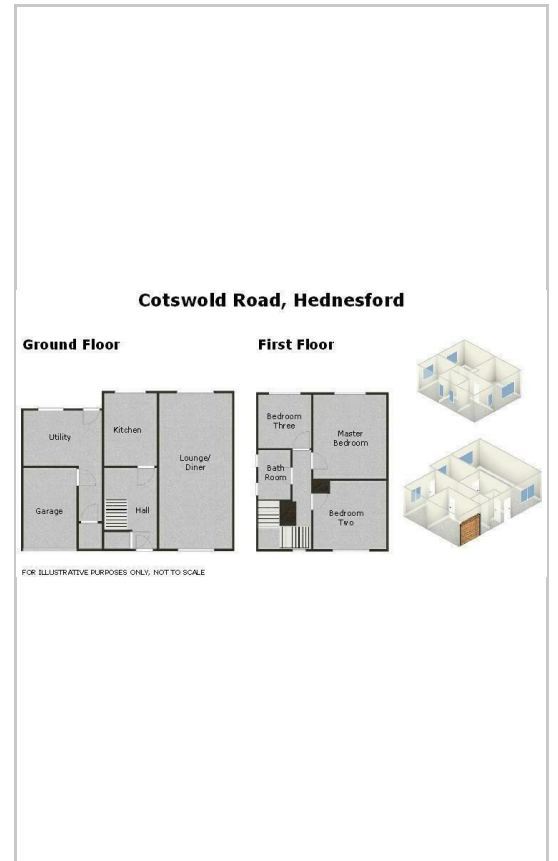 Cotswold Road, Hednesford
Ground Floor
Utility
Kitchen
Lounge/
Diner
Garage
Hall
First Floor
Bedroom
Three
Master
Bedroom
Bath
Room
Bedroom
Two
FOR ILLUSTRATIVE PURPOSES ONLY, NOT TO SCALE